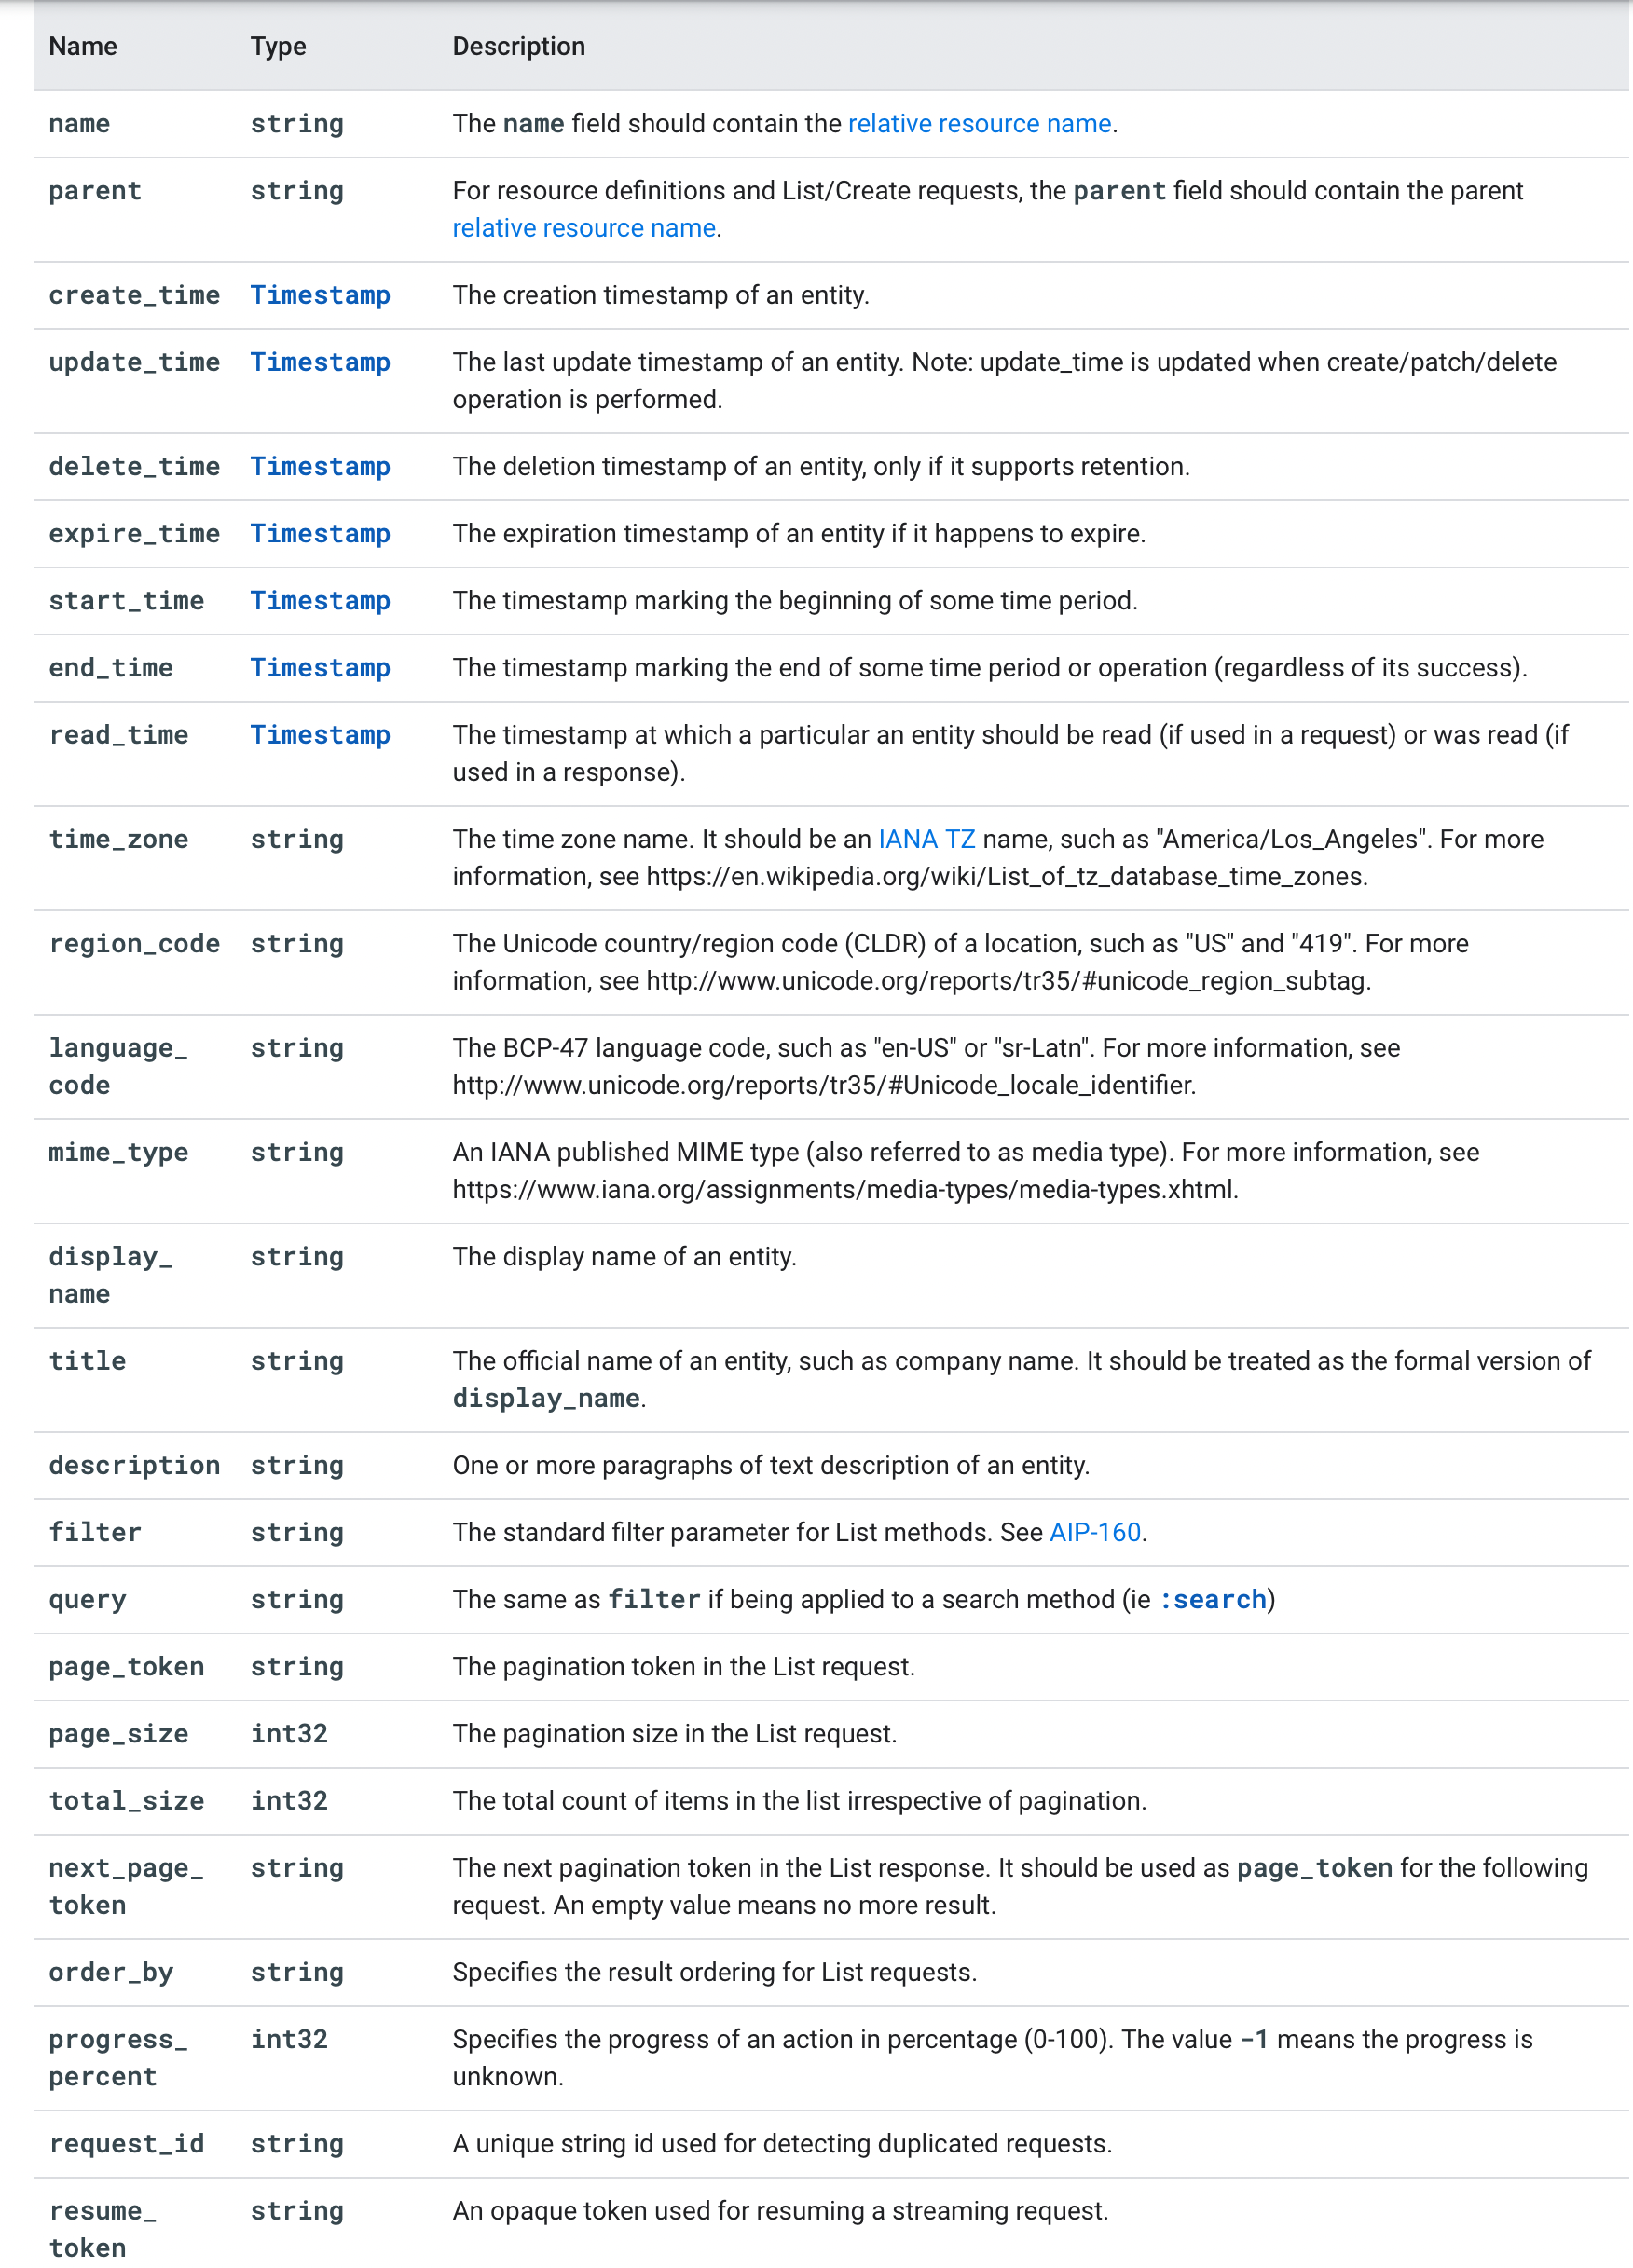 Name Type Description
name string The name field should contain the relative resource name.
parent string For resource definitions and List/Create requests, the parent field should contain the parent
relative resource name.
create_time Timestamp The creation timestamp of an entity.
update_time Timestamp The last update timestamp of an entity. Note: update_time is updated when create/patch/delete
operation is performed.
delete_time Timestamp The deletion timestamp of an entity, only if it supports retention.
expire_time Timestamp The expiration timestamp of an entity if it happens to expire.
start_time Timestamp The timestamp marking the beginning of some time period.
end_time Timestamp The timestamp marking the end of some time period or operation (regardless of its success).
read_time Timestamp The timestamp at which a particular an entity should be read (if used in a request) or was read (if
used in a response).
time_zone string The time zone name. It should be an IANA TZ name, such as "America/Los_Angeles". For more
information, see https://en.wikipedia.org/wiki/List_of_tz_database_time_zones.
region_code string The Unicode country/region code (CLDR) of a location, such as "US" and "419". For more
information, see http://www.unicode.org/reports/tr35/#unicode_region_subtag.
language_ string The BCP-47 language code, such as "en-US" or "sr-Latn". For more information, see
code http://www.unicode.org/reports/tr35/#Unicode_locale_identifier.
mime_type string An IANA published MIME type (also referred to as media type). For more information, see
https://www.iana.org/assignments/media-types/media-types.xhtml.
display_ string The display name of an entity.
name
title string The official name of an entity, such as company name. It should be treated as the formal version of
display_name.
description string One or more paragraphs of text description of an entity.
filter string The standard filter parameter for List methods. See AIP-160.
query string The same as filter if being applied to a search method (ie :search)
page_token string The pagination token in the List request.
page_size int32 The pagination size in the List request.
total_size int32 The total count of items in the list irrespective of pagination.
next_page_ string The next pagination token in the List response. It should be used as page_token for the following
token request. An empty value means no more result.
order_by string Specifies the result ordering for List requests.
progress_ int32 Specifies the progress of an action in percentage (0-100). The value -1 means the progress is
percent unknown.
request_id string A unique string id used for detecting duplicated requests.
resume_ string An opaque token used for resuming a streaming request.
token